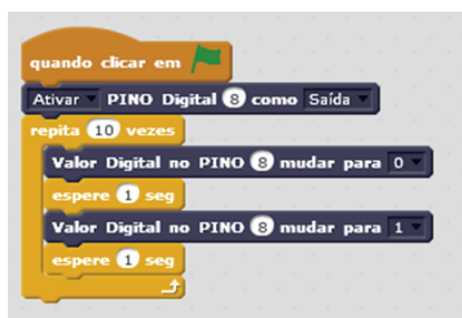 quando clicar em
Ativar PINO Digital 8 como Saída
repita 10 vezes
Valor Digital no PINO 8 mudar para 0
espere 1 seg
Valor Digital no PINO 8 mudar para 1
espere 1 seg